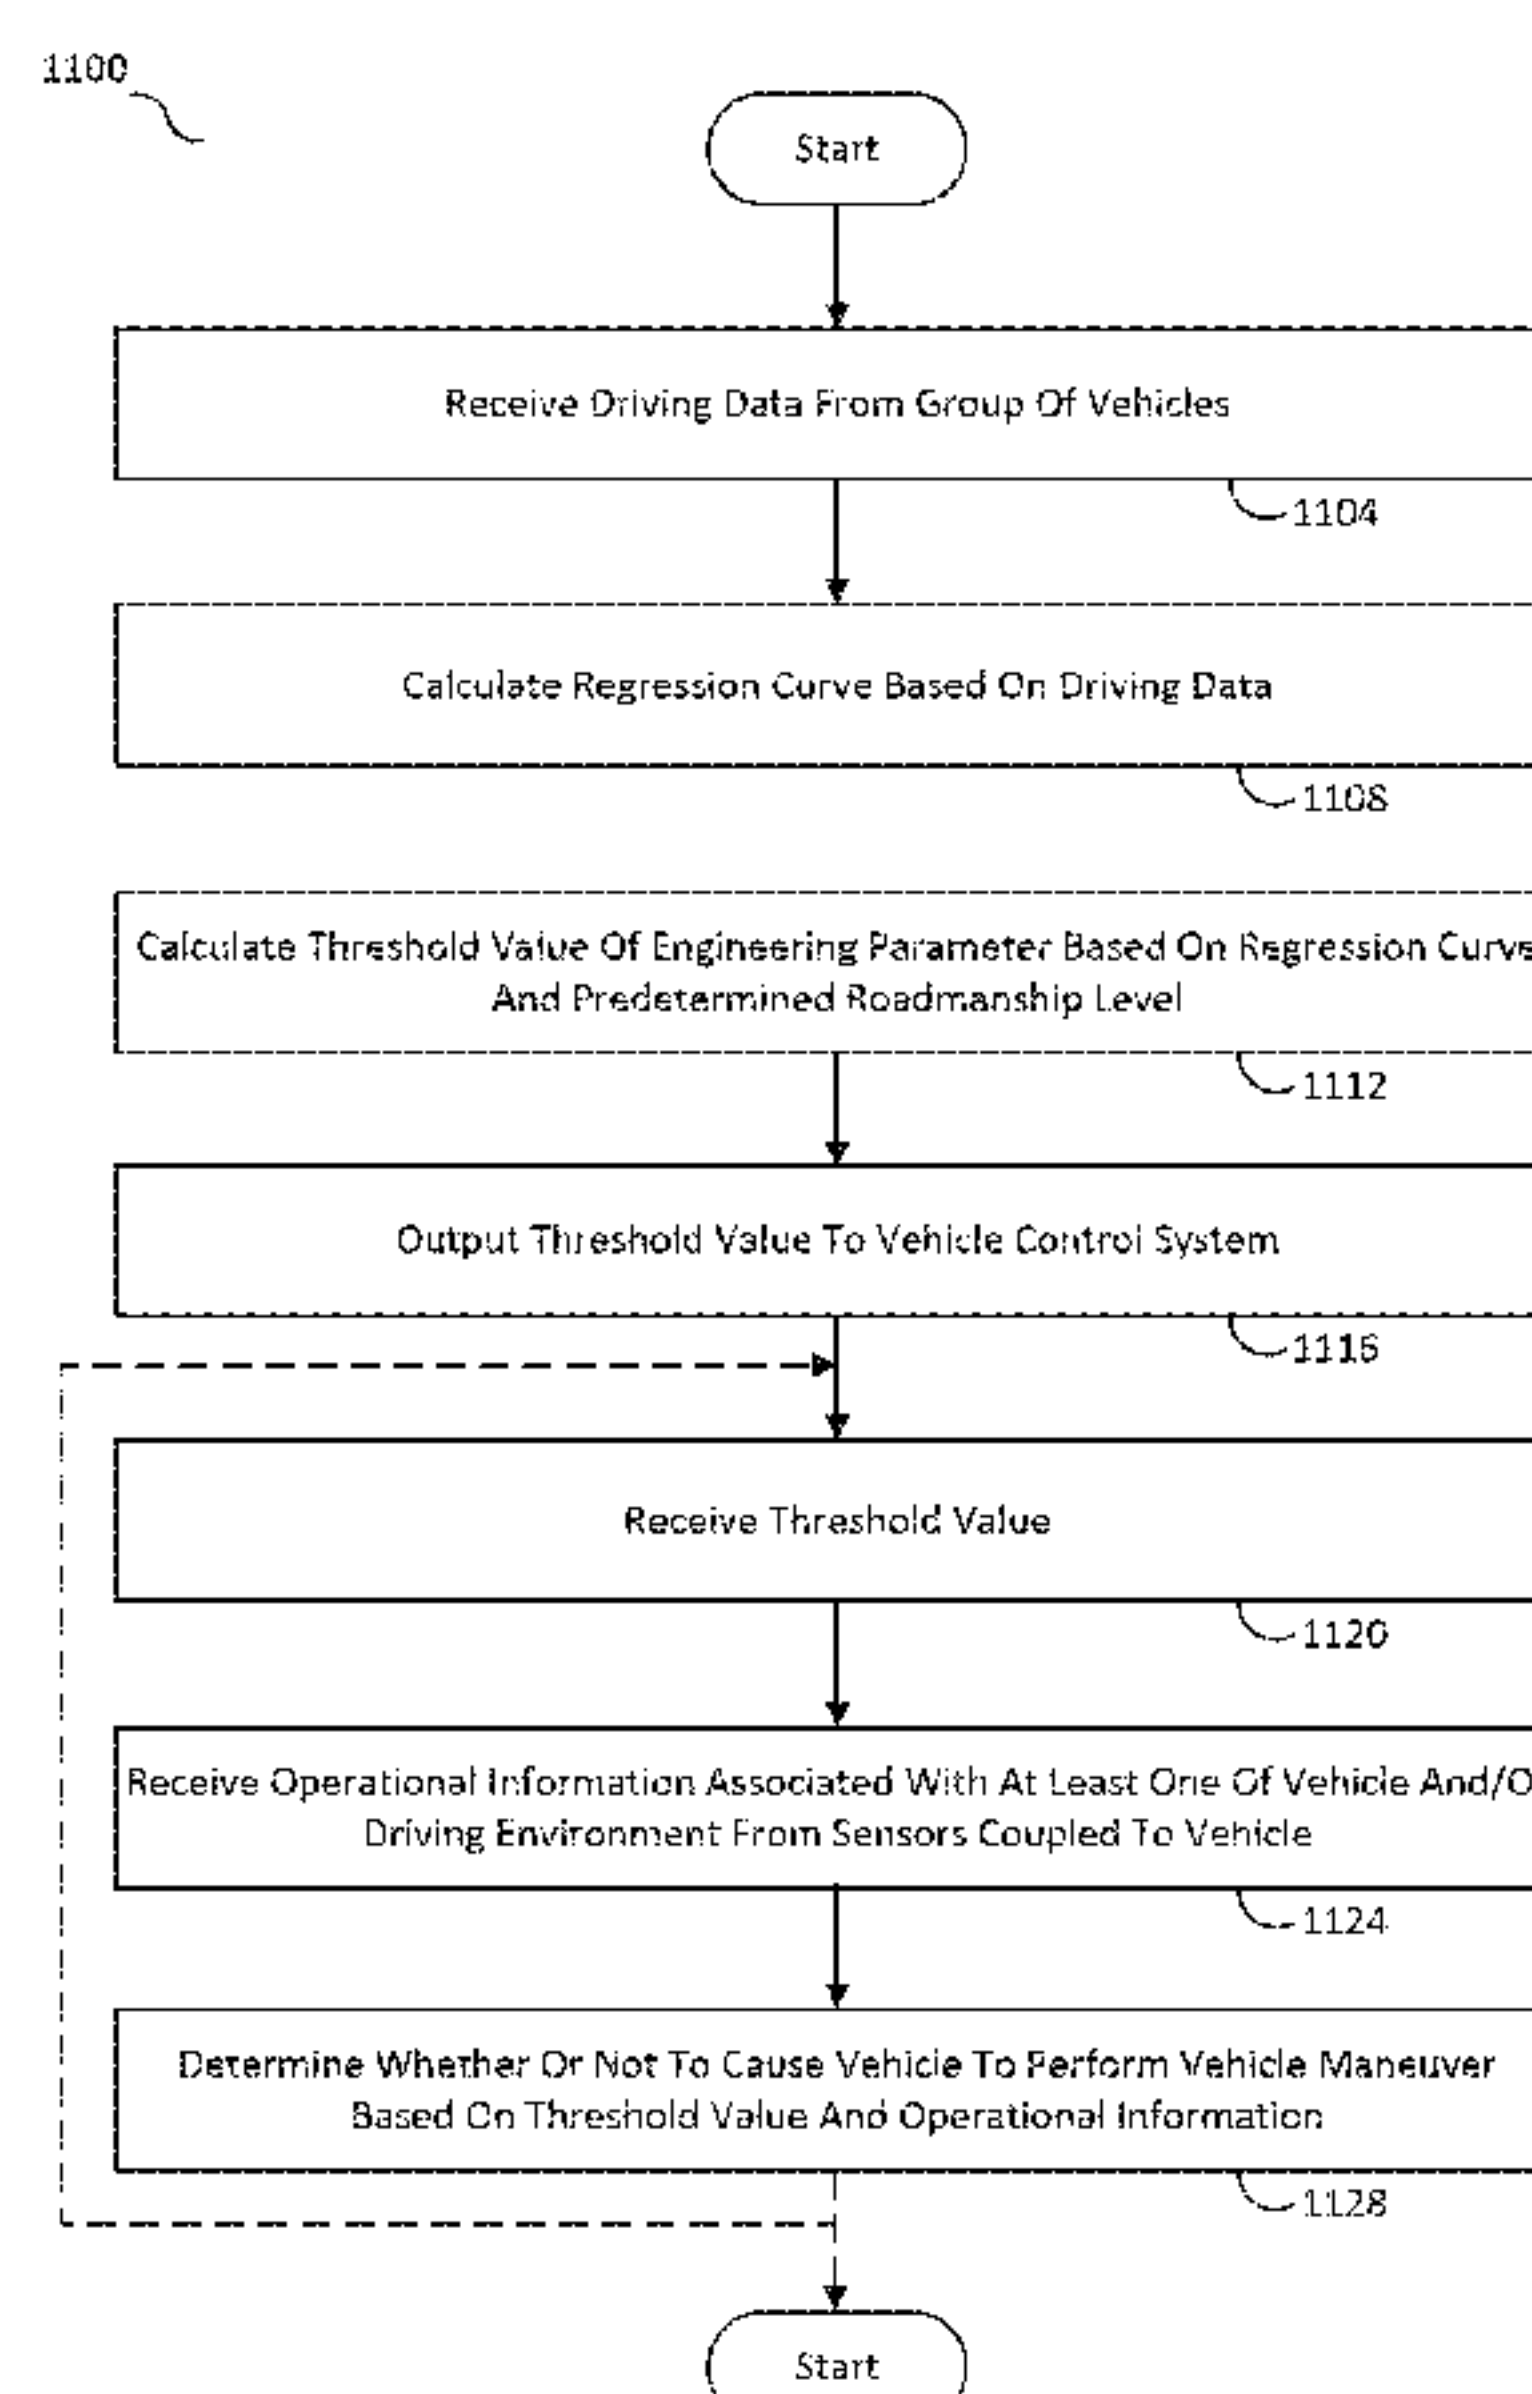 1100
Start
Receive Driving Data From Group Of Vehicles
1104
Calculate Regression Curve Based On Driving Data
1108
Calculate Threshold Value Of Engineering Parameter Based On Regression Curve
And Predetermined Roadmanship Level
1112
Output Threshold Value To Vehicle Control System
1116
Receive Threshold Value
1120
Receive Operational Information Associated With At Least One Of Vehicle And/O
Driving Environment From Sensors Coupled To Vehicle
1124
Determine Whether Or Not To Cause Vehicle To Perform Vehicle Maneuver
Based On Threshold Value And Operational Information
1128
Start